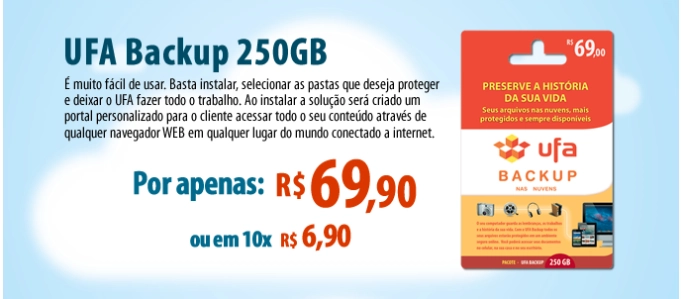 UFA Backup 250GB
É muito fácil de usar. Basta instalar, selecionar as pastas que deseja proteger
e deixar o UFA fazer todo o trabalho. Ao instalar a solução será criado um
portal personalizado para o cliente acessar todo o seu conteúdo através de
qualquer navegador WEB em qualquer lugar do mundo conectado a internet.
Por apenas: R$ 69,90
ou em 10x R$ 6,90
R$ 69,00
PRESERVE A HISTÓRIA
DA SUA VIDA
Seus arquivos nas nuvens, mais
protegidos e sempre disponíveis
ufa
BACKUP
NAS NUVENS
PACOTE UFA BACKUP 250 GB